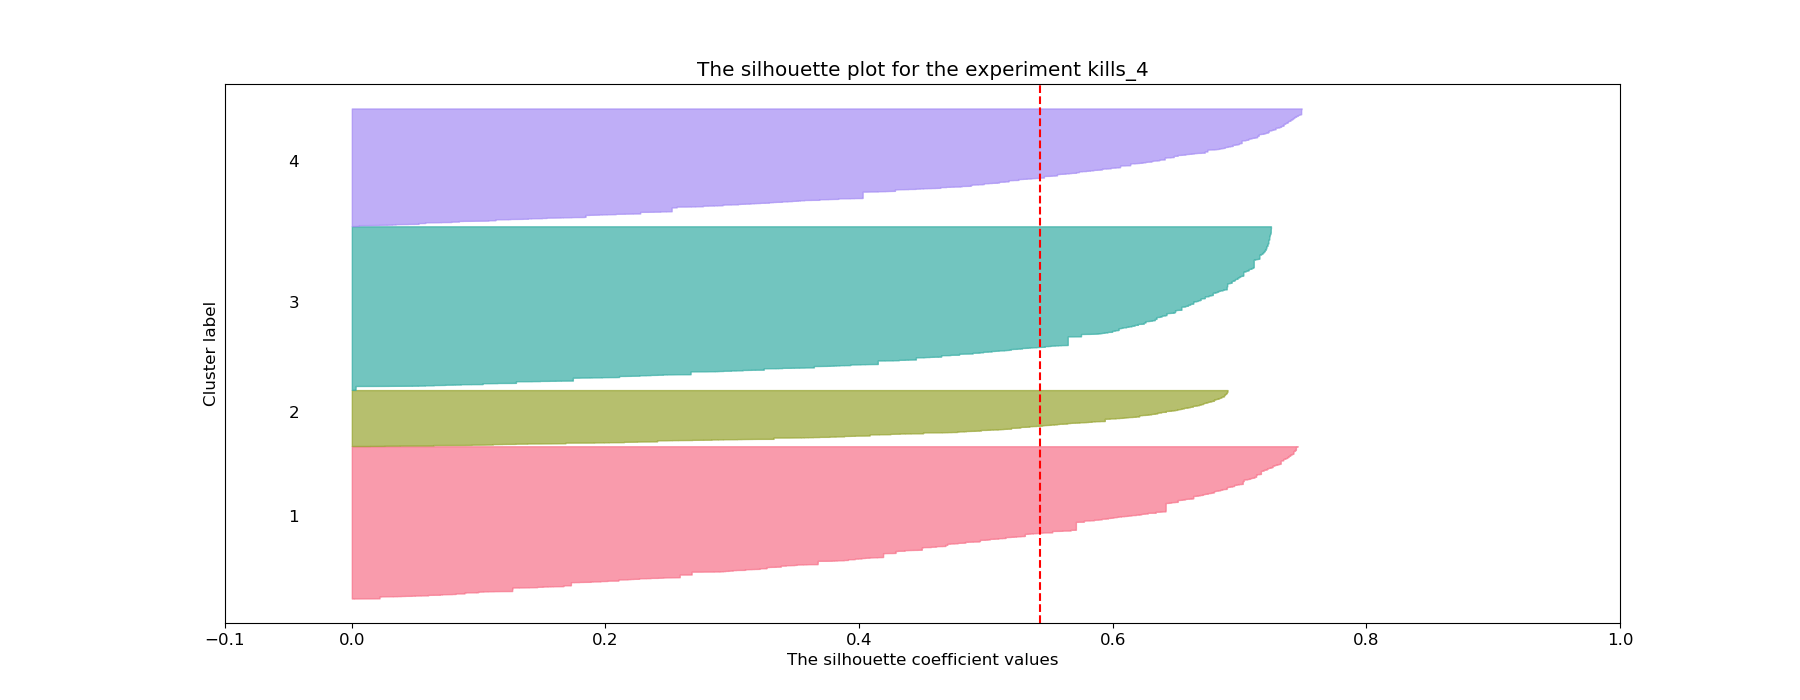 The silhouette plot for the experiment kills_4
Cluster label
4
3
2
1
−0.1 0.0 0.2 0.4 0.6 0.8 1.0
The silhouette coefficient values